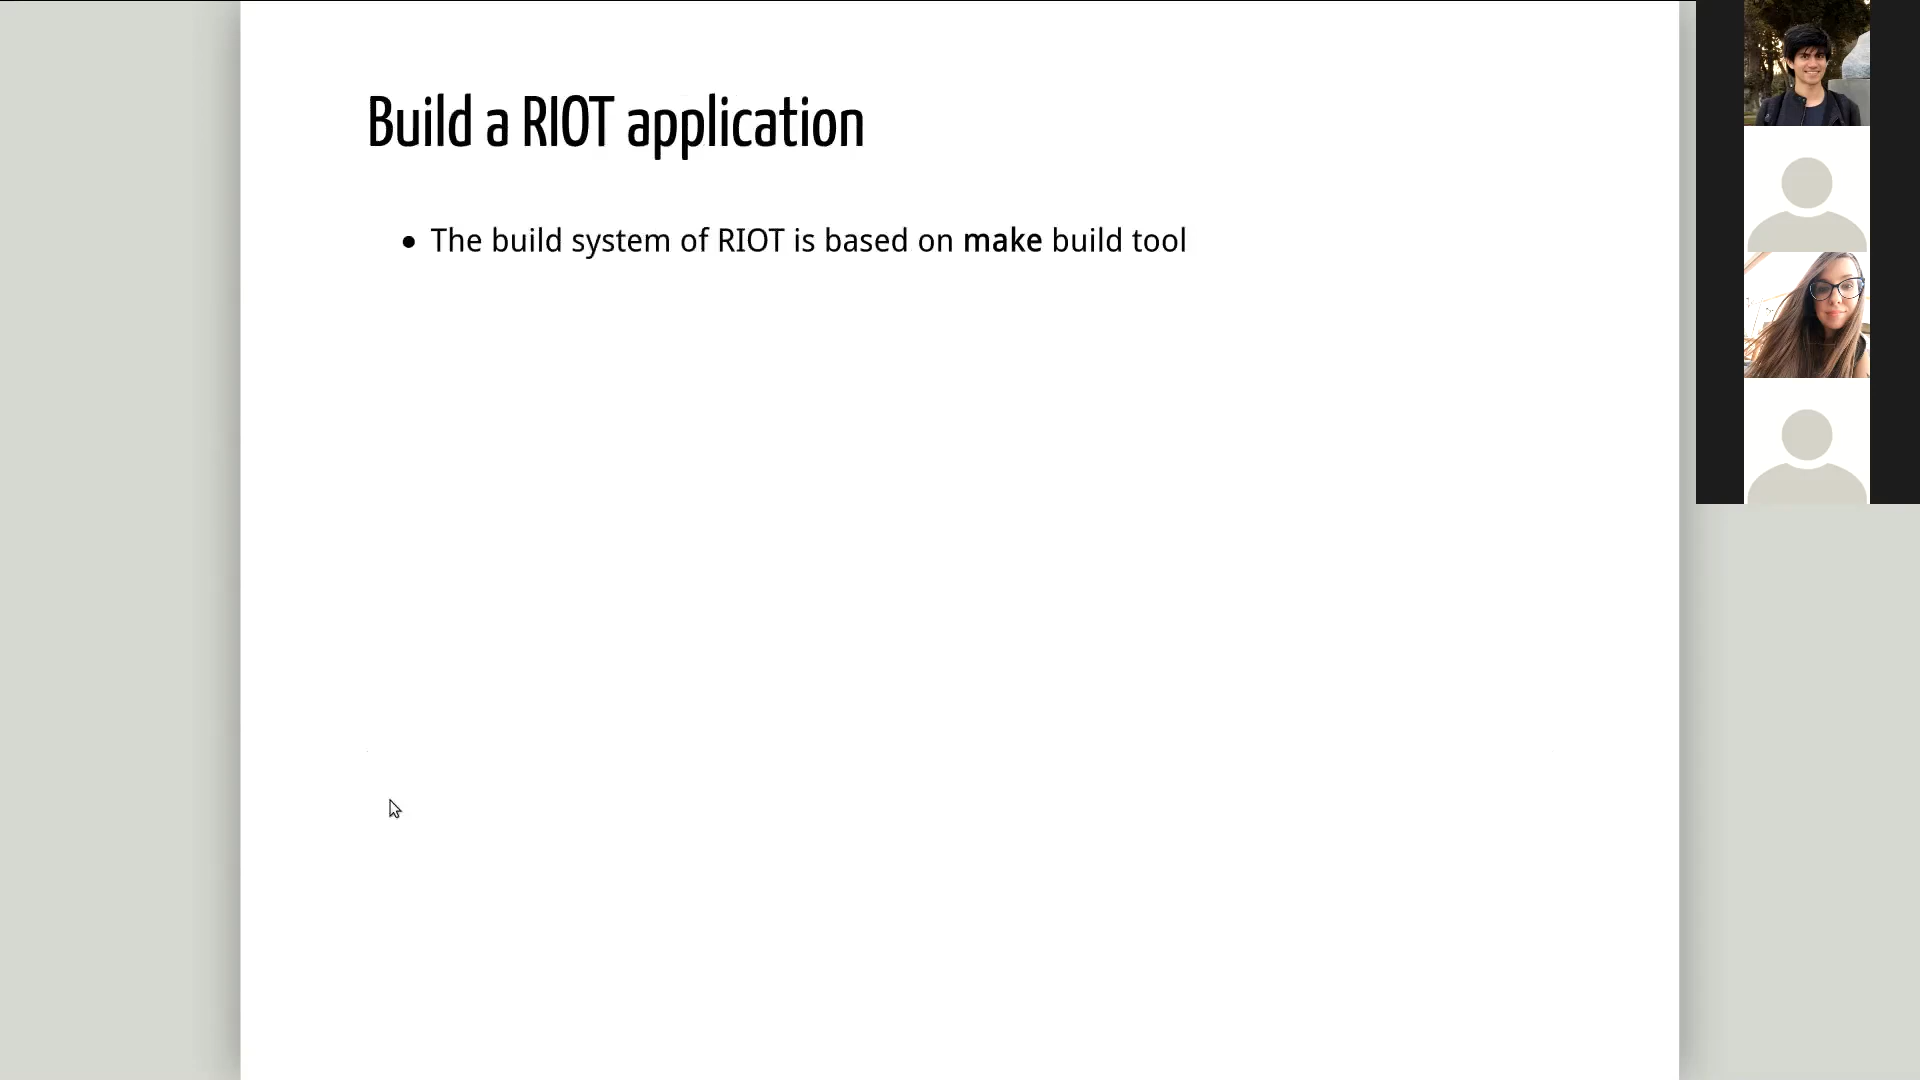 Build a RIOT application
The build system of RIOT is based on make build tool